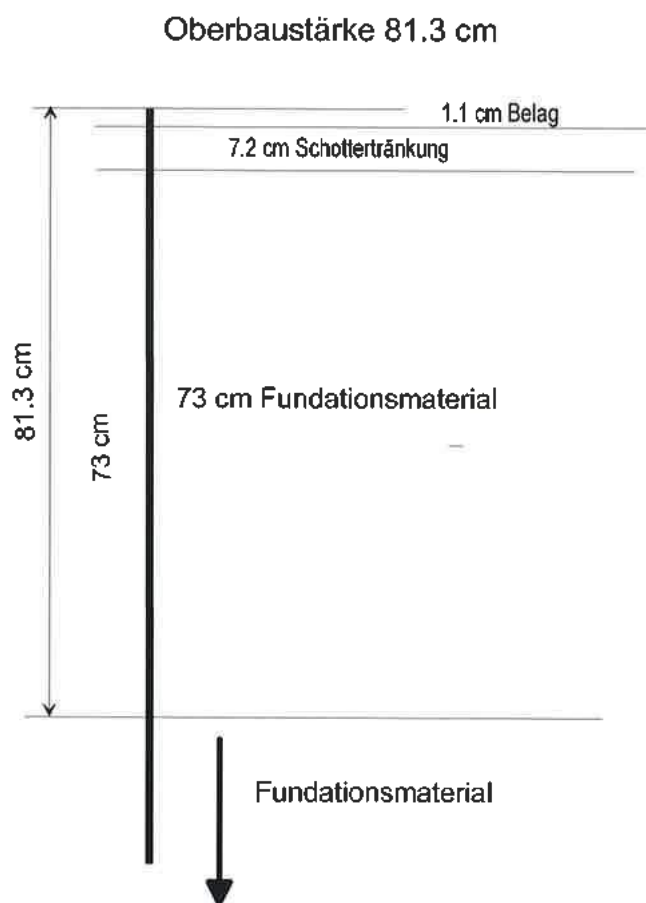 Oberbaustärke 81.3 cm
1.1 cm Belag
7.2 cm Schottertränkung
81.3 cm
73 cm
73 cm Fundationsmaterial
Fundationsmaterial